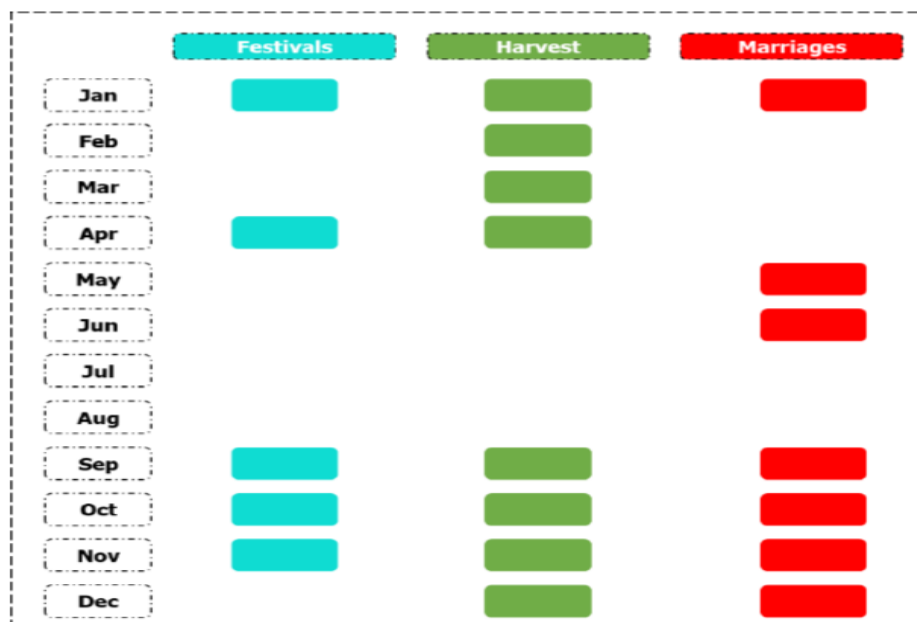 Festivals Harvest Marriages
Jan
Feb
Mar
Apr
May
Jun
Jul
Aug
Sep
Oct
Nov
Dec